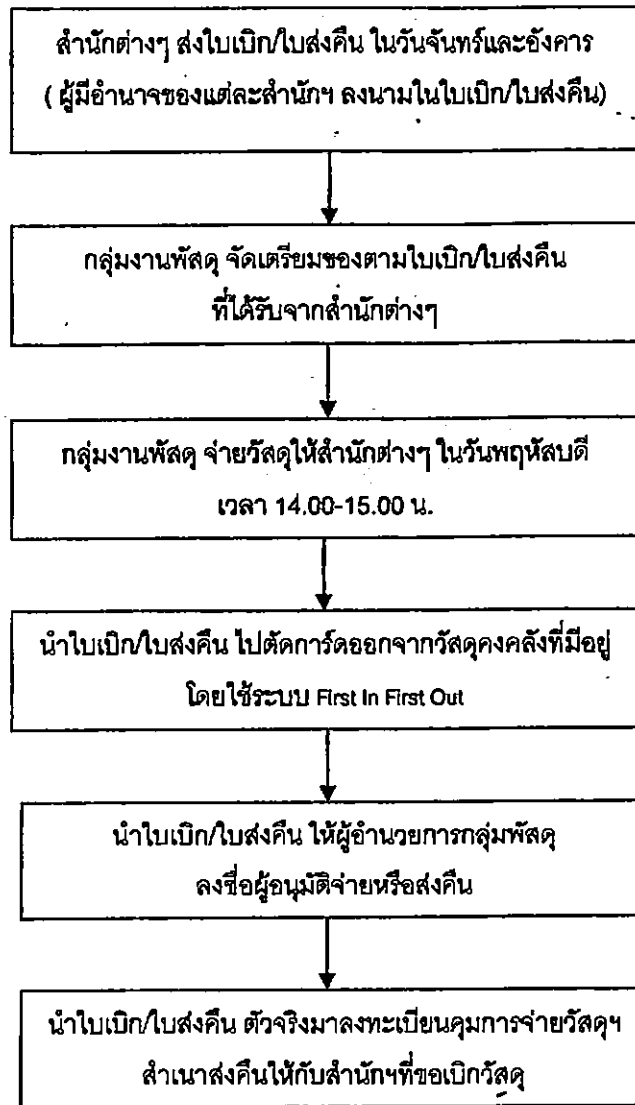 สำนักต่างๆ ส่งใบเบิก/ใบส่งคืน ในวันจันทร์และอังคาร
( ผู้มีอำนาจของแต่ละสำนักฯ ลงนามในใบเบิก/ใบส่งคืน)
กลุ่มงานพัสดุ จัดเตรียมของตามใบเบิก/ใบส่งคืน
ที่ได้รับจากสำนักต่างๆ
กลุ่มงานพัสดุ จ่ายวัสดุให้สำนักต่างๆ ในวันพฤหัสบดี
เวลา 14.00-15.00 น.
นำใบเบิก/ใบส่งคืน ไปตัดการ์ดออกจากวัสดุคงคลังที่มีอยู่
โดยใช้ระบบ First In First Out
นำใบเบิก/ใบส่งคืน ให้ผู้อำนวยการกลุ่มพัสดุ
ลงชื่อผู้อนุมัติจ่ายหรือส่งคืน
นำใบเบิก/ใบส่งคืน ตัวจริงมาลงทะเบียนคุมการจ่ายวัสดุฯ
สำเนาส่งคืนให้กับสำนักฯที่ขอเบิกวัสดุ